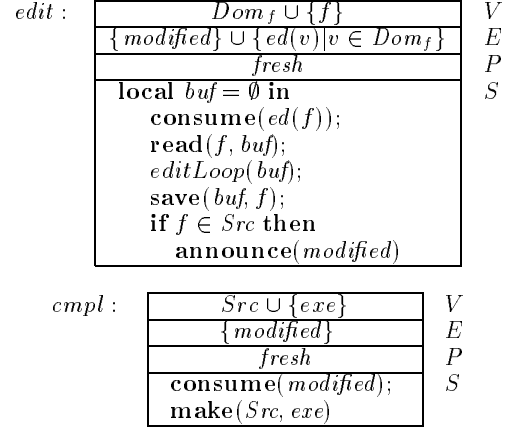 edit : Dom_f ∪ {f} V
{modified} ∪ {ed(v)|v ∈ Dom_f} E
fresh P
local buf = ∅ in S
consume(ed(f));
read(f, buf);
editLoop(buf);
save(buf, f);
if f ∈ Src then
announce(modified)
cmpl : Src ∪ {exe} V
{modified} E
fresh P
consume(modified); S
make(Src, exe)